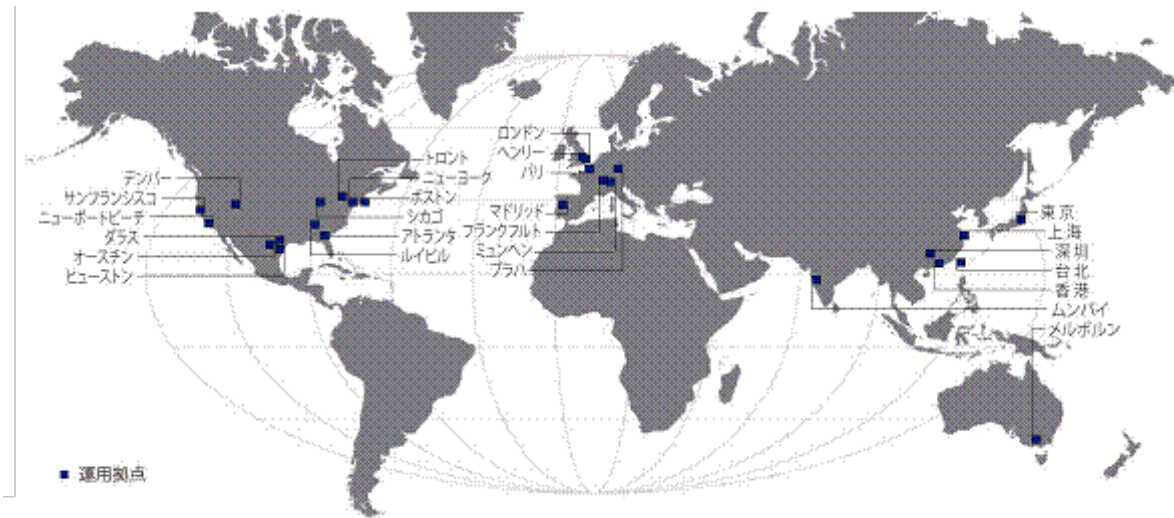 デンバー
サンフランシスコ
ニューポートビーチ
ダラス
オースチン
ヒューストン
トロント
ニューヨーク
ボストン
シカゴ
アトランタ
ルイビル
ロンドン
ヘンリー
パリ
マドリッド
フランクフルト
ミュンヘン
プラハ
東京
上海
深圳
台北
香港
ムンバイ
メルボルン
運用拠点